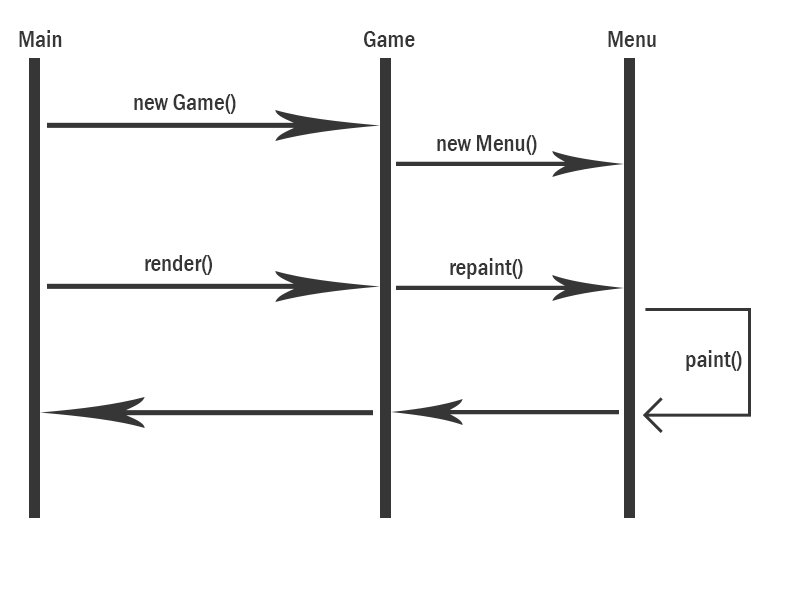 Main
Game
Menu
new Game()
new Menu()
render()
repaint()
paint()